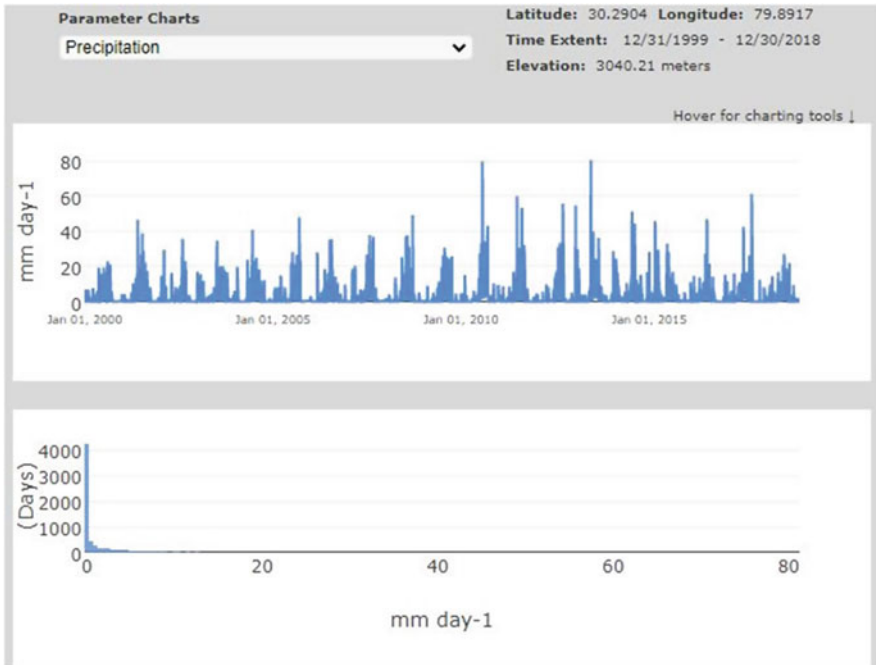 Parameter Charts
Precipitation
Latitude: 30.2904 Longitude: 79.8917
Time Extent: 12/31/1999 - 12/30/2018
Elevation: 3040.21 meters
Hover for charting tools ↓
mm day-1
80
60
40
20
0
Jan 01, 2000 Jan 01, 2005 Jan 01, 2010 Jan 01, 2015
(Days)
4000
3000
2000
1000
0
0 20 40 60 80
mm day-1